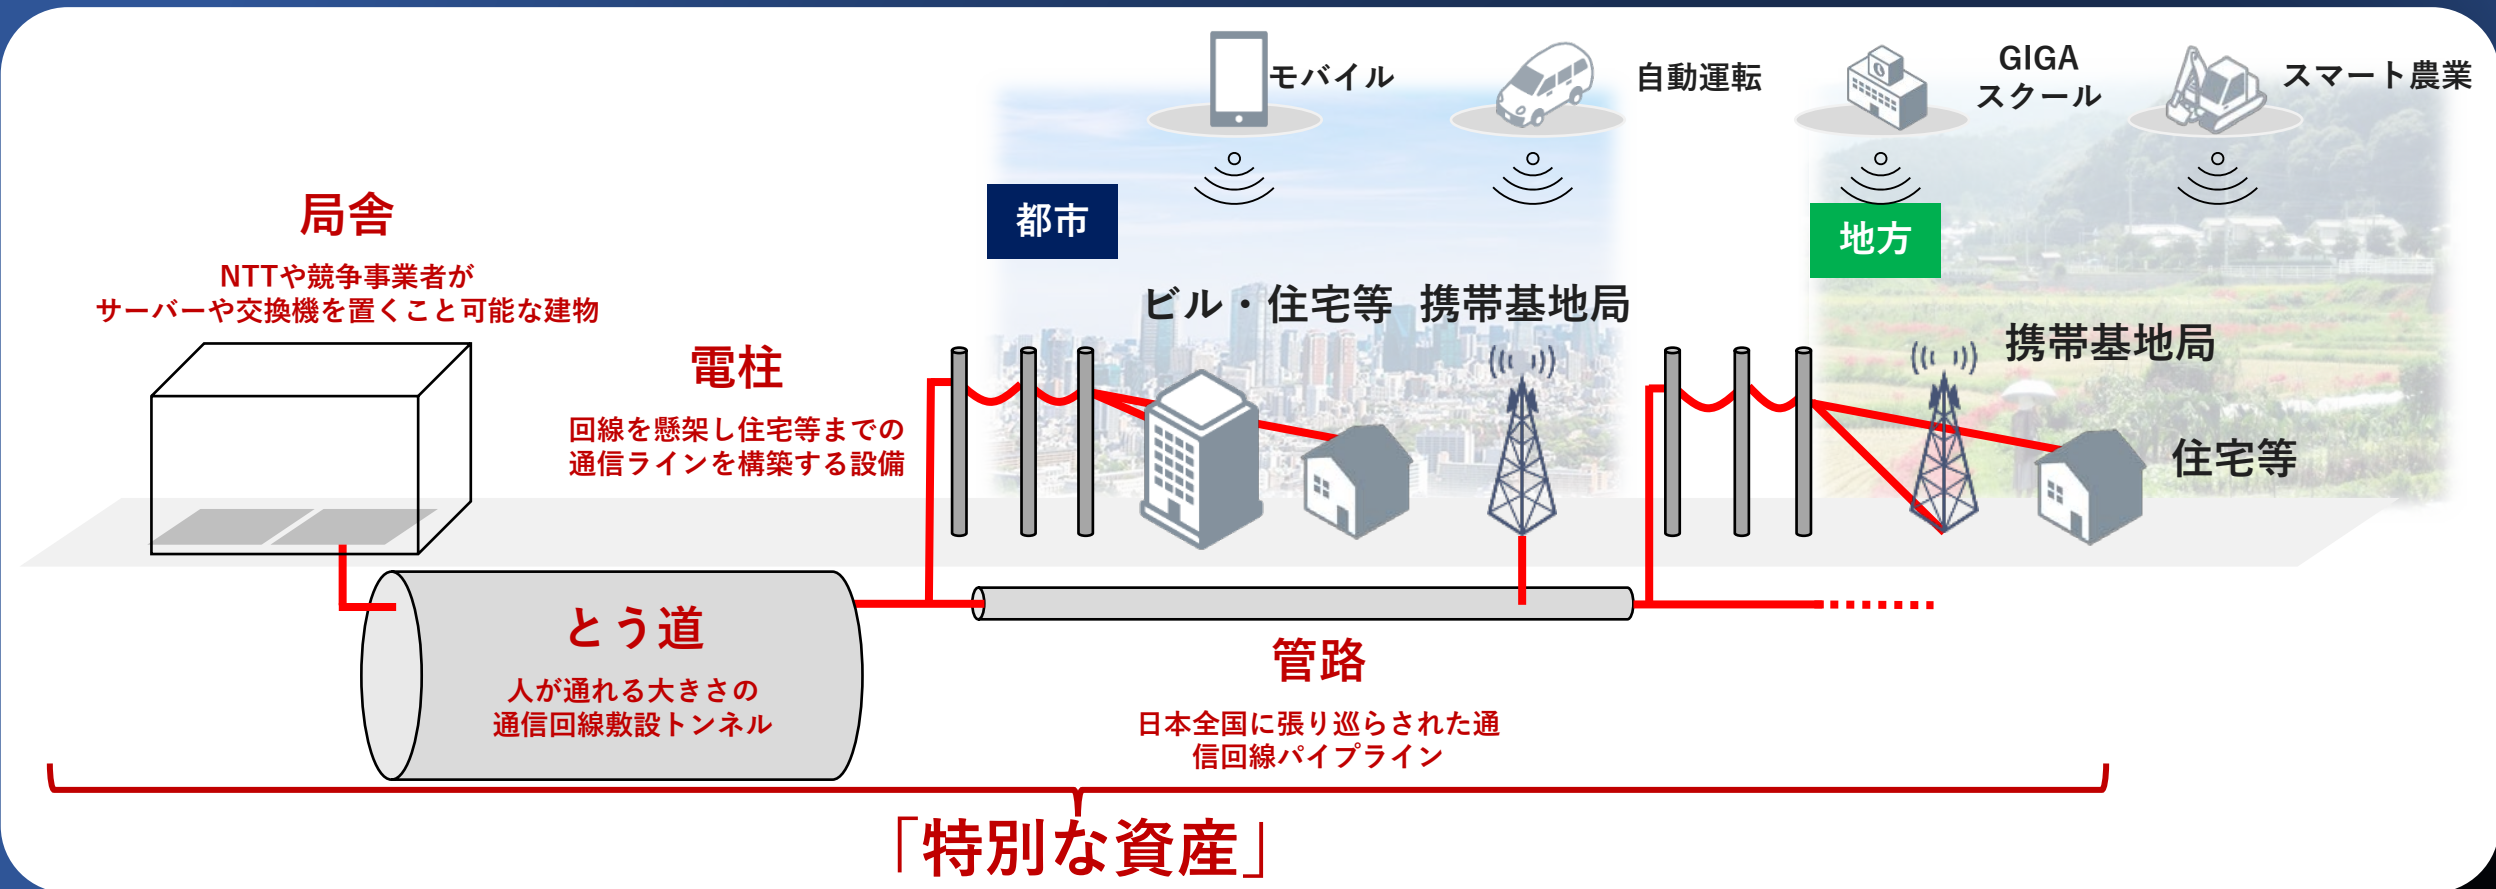 モバイル
自動運転
GIGA
スクール
スマート農業
局舎
NTTや競争事業者が
サーバーや交換機を置くこと可能な建物
都市
地方
ビル・住宅等
携帯基地局
電柱
回線を懸架し住宅等までの
通信ラインを構築する設備
携帯基地局
住宅等
とう道
人が通れる大きさの
通信回線敷設トンネル
管路
日本全国に張り巡らされた通
信回線パイプライン
「特別な資産」